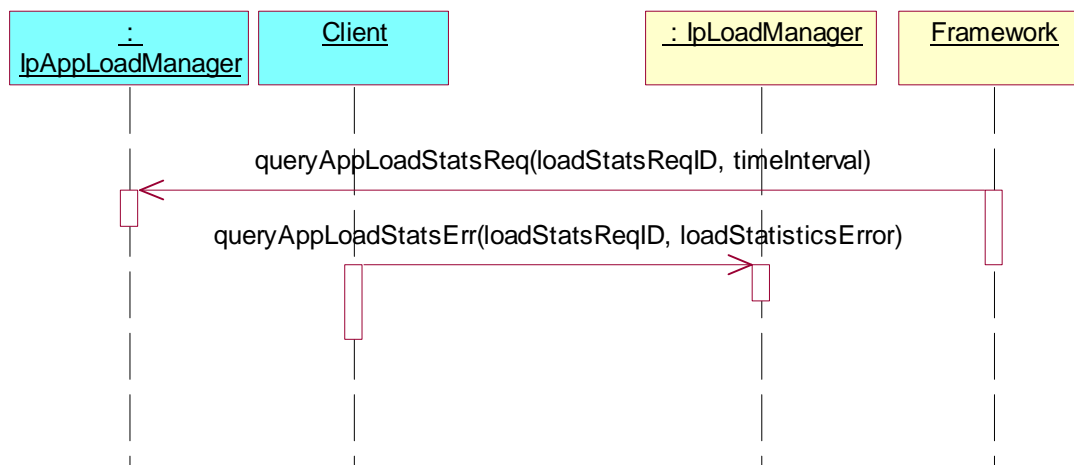 :
IpAppLoadManager
Client
: IpLoadManager
Framework
queryAppLoadStatsReq(loadStatsReqID, timeInterval)
queryAppLoadStatsErr(loadStatsReqID, loadStatisticsError)